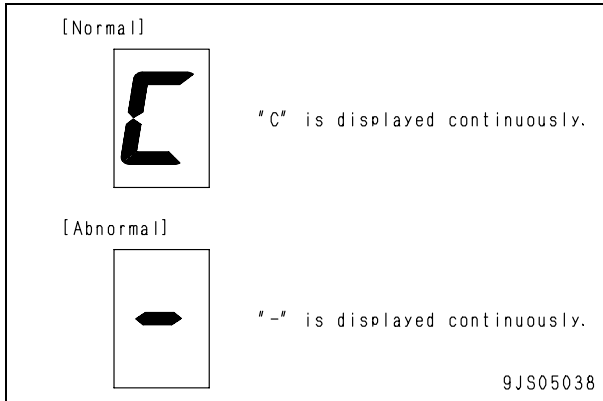 [Normal]
C
"C" is displayed continuously.
[Abnormal]
-
"-" is displayed continuously.
9JS05038